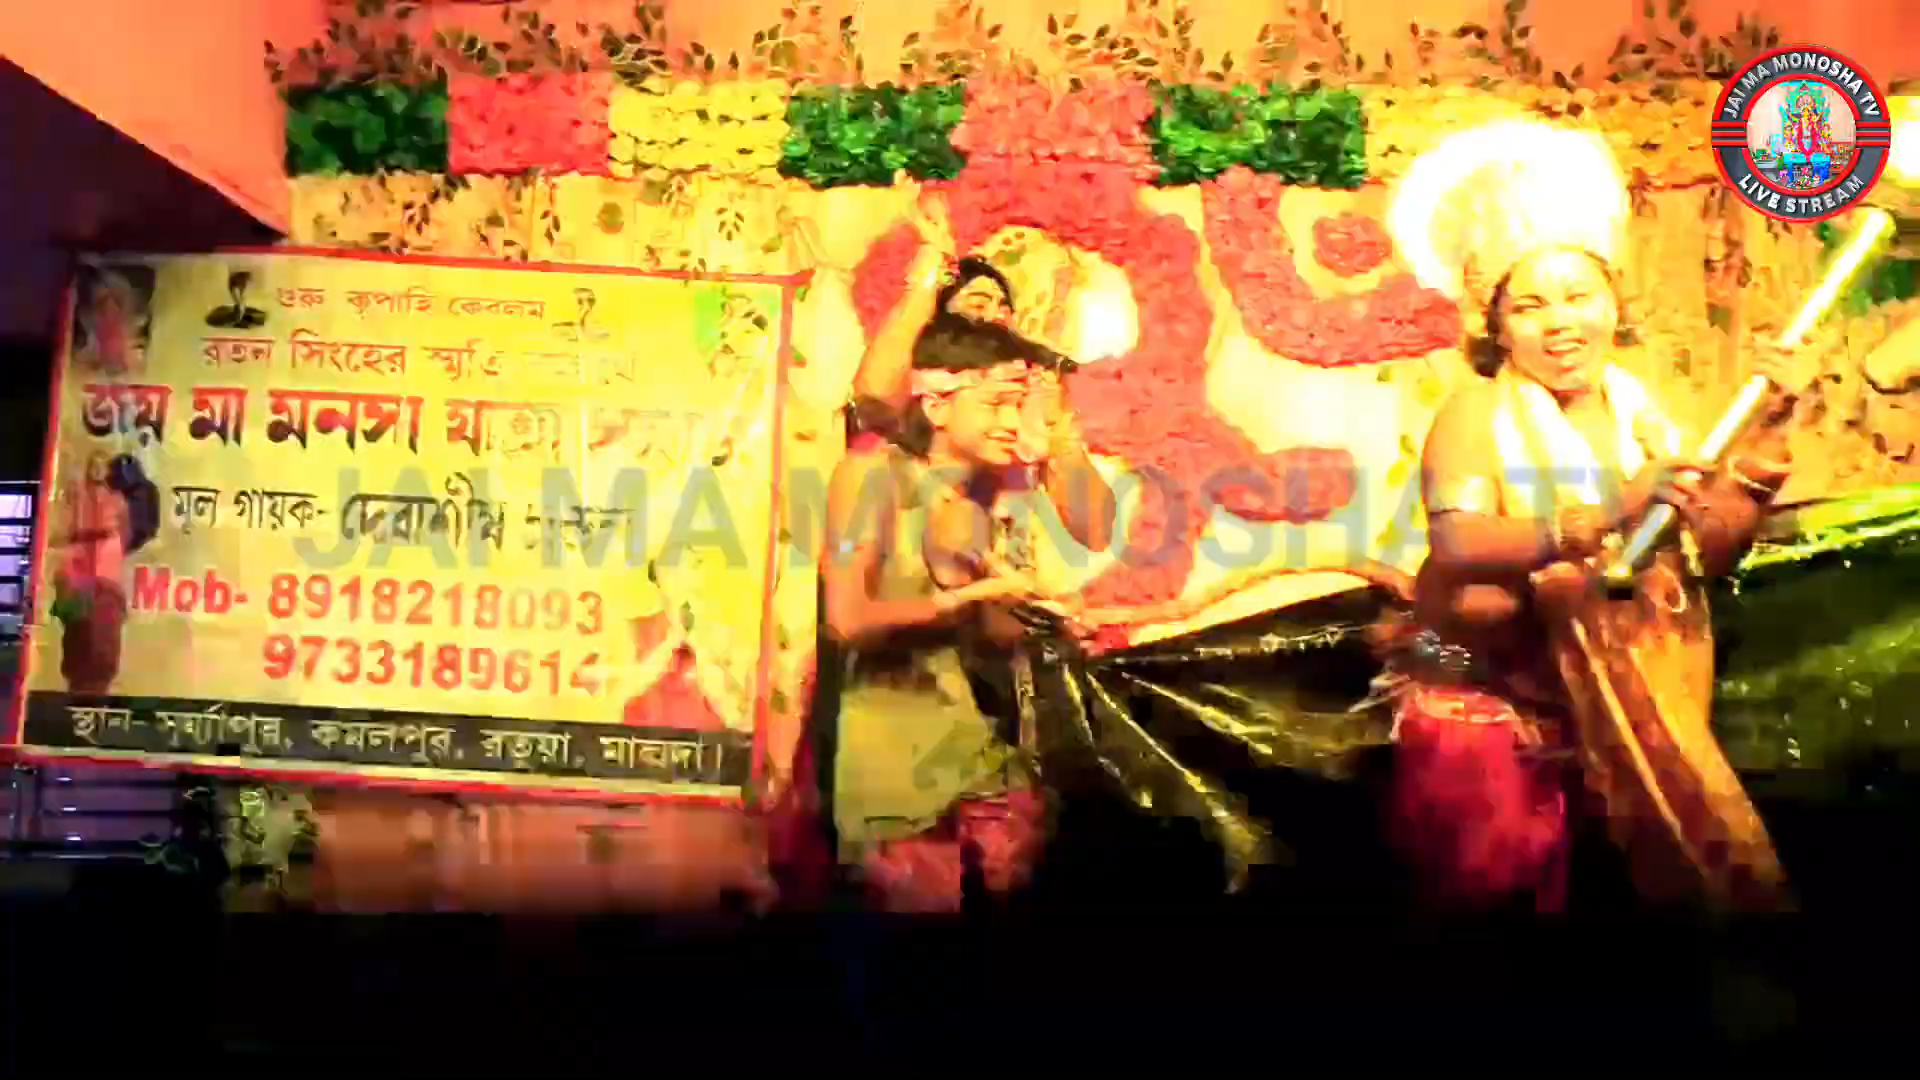 গুরু কৃপাহি কেবলম
রতন সিংহের স্মৃতি
জয় মা মনসা যাত্রা
মূল গায়ক- দেবাশীষ
Mob- 8918218093
9733189614
স্থান- সূর্য্যাপুর, কমলপুর, রতুয়া, মালদা।
JAI MA MONOSHA TV
JAI MA MONOSHA TV
LIVE STREAM